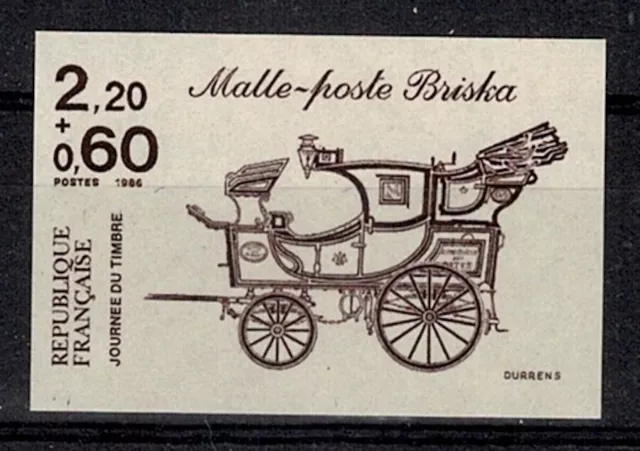 2,20
+
0,60
POSTES 1986
Malle-poste Briska
REPUBLIQUE
FRANÇAISE
JOURNEE DU TIMBRE
DURRENS